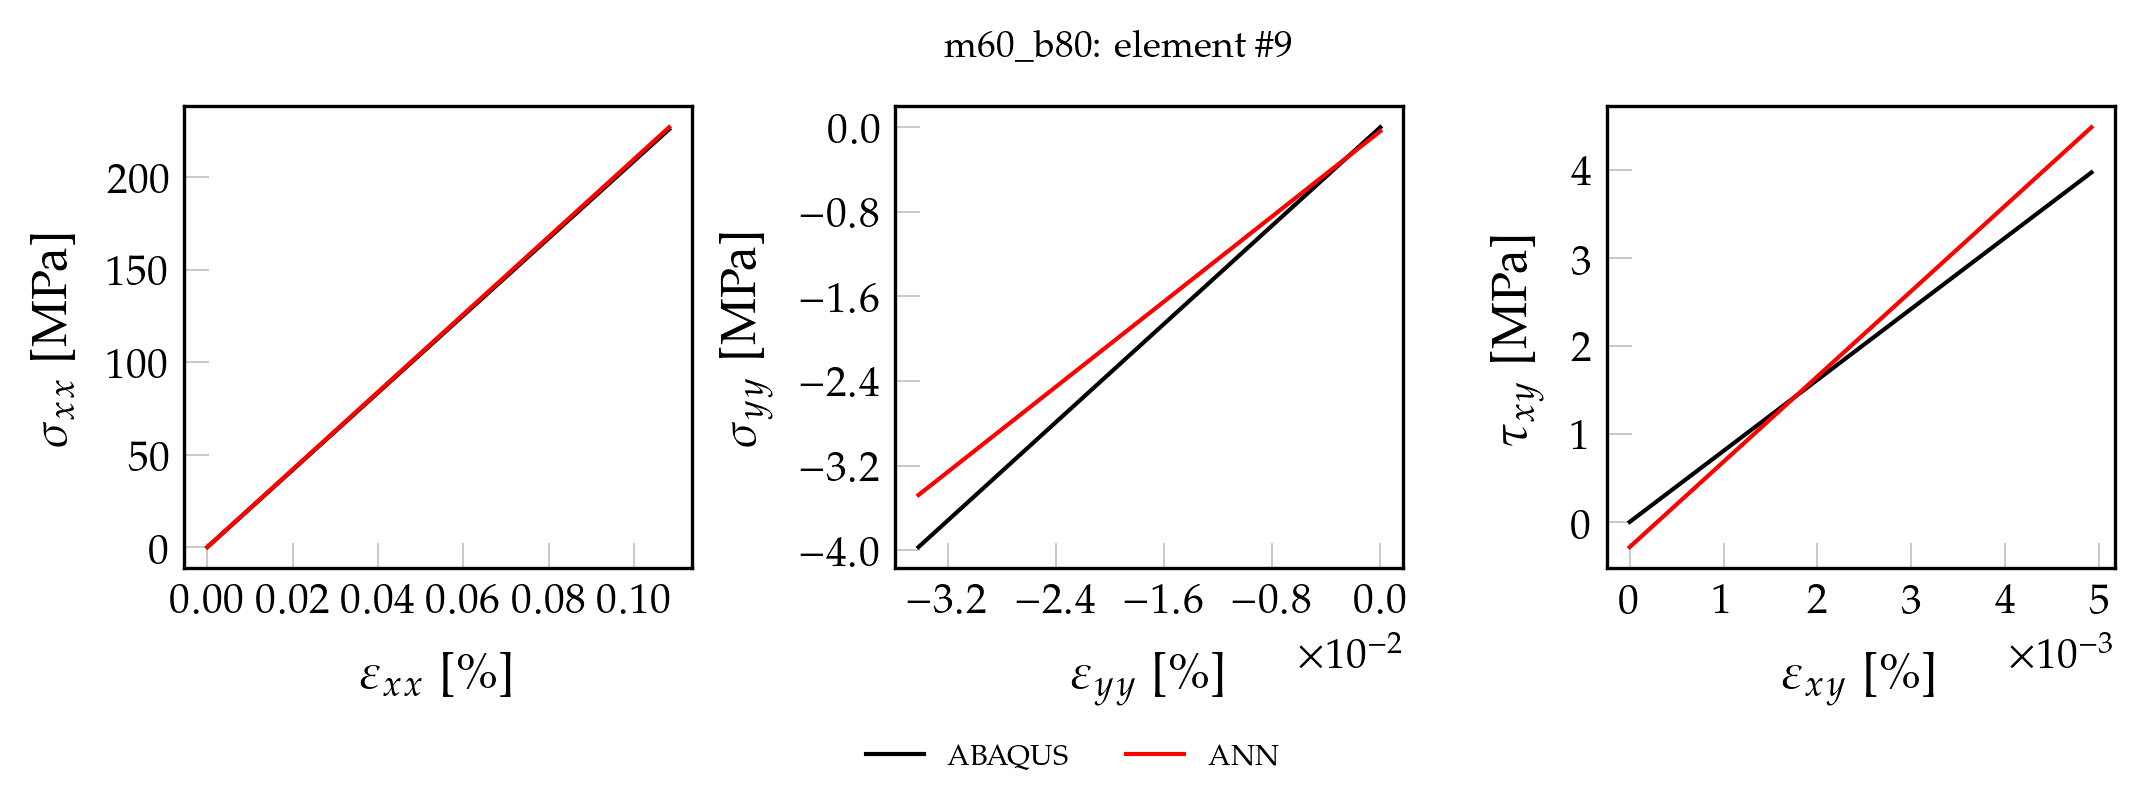 m60_b80: element #9
σxx [MPa]
200
150
100
50
0
0.00 0.02 0.04 0.06 0.08 0.10
εxx [%]
σyy [MPa]
0.0
−0.8
−1.6
−2.4
−3.2
−4.0
−3.2 −2.4 −1.6 −0.8 0.0
×10⁻²
εyy [%]
τxy [MPa]
4
3
2
1
0
0 1 2 3 4 5
×10⁻³
εxy [%]
ABAQUS ANN